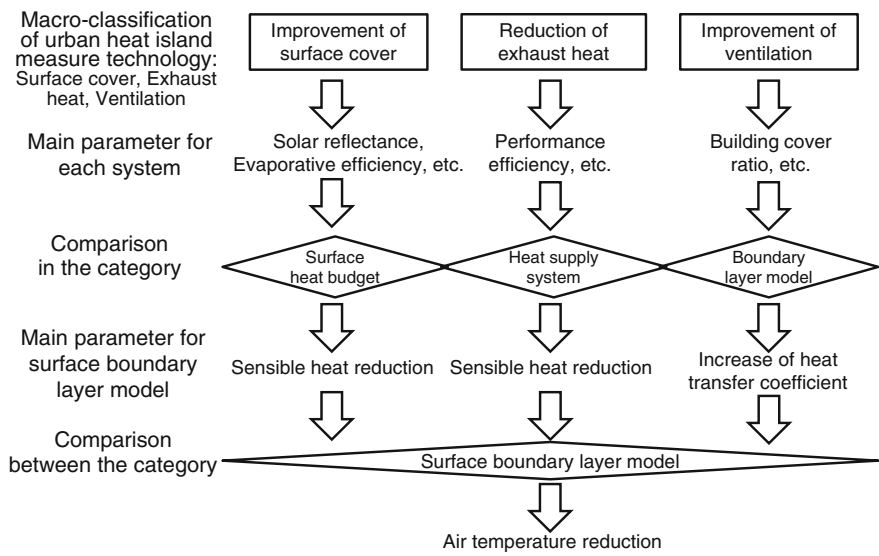 Macro-classification
of urban heat island
measure technology:
Surface cover, Exhaust
heat, Ventilation
Improvement of
surface cover
Reduction of
exhaust heat
Improvement of
ventilation
Main parameter for
each system
Solar reflectance,
Evaporative efficiency, etc.
Performance
efficiency, etc.
Building cover
ratio, etc.
Comparison
in the category
Surface
heat budget
Heat supply
system
Boundary
layer model
Main parameter for
surface boundary
layer model
Sensible heat reduction
Sensible heat reduction
Increase of heat
transfer coefficient
Comparison
between the category
Surface boundary layer model
Air temperature reduction